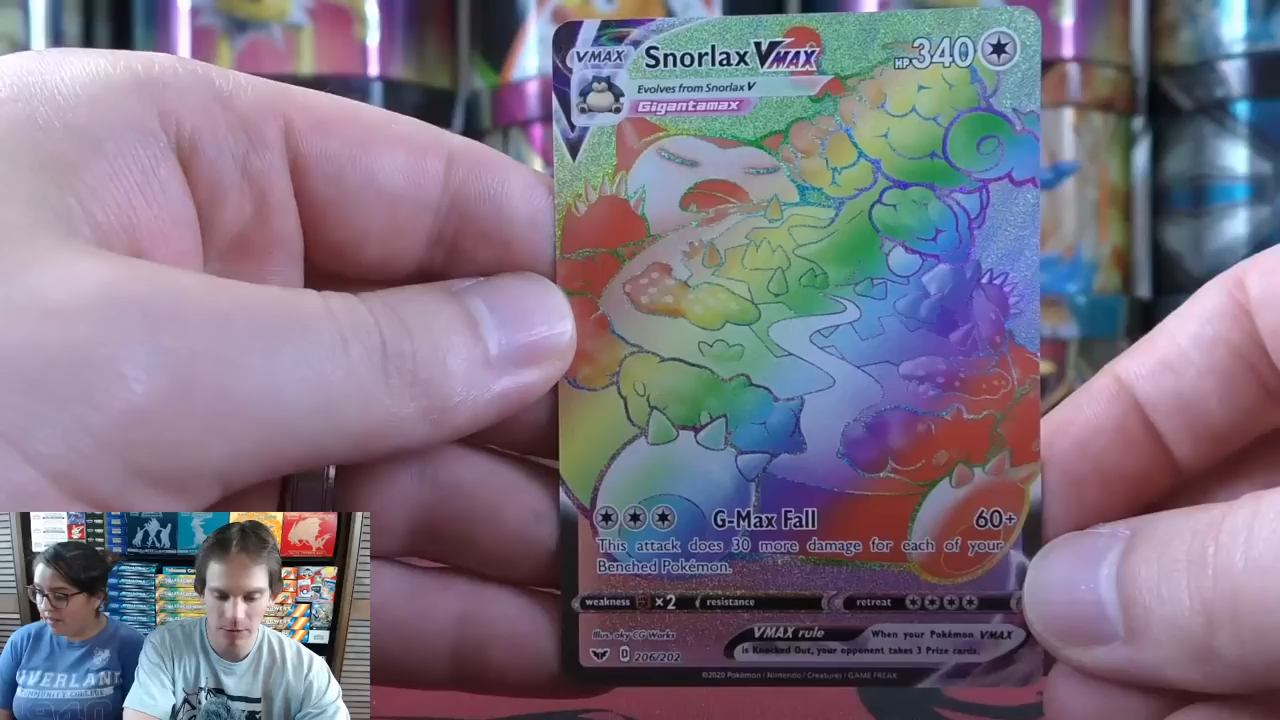 VMAX Snorlax VMAX HP 340
Evolves from Snorlax V
Gigantamax
G-Max Fall 60+
This attack does 30 more damage for each of your
Benched Pokémon.
weakness ×2 resistance retreat
Illus. aky CG Works
VMAX rule When your Pokémon VMAX
is Knocked Out, your opponent takes 3 Prize cards.
D 206/202
©2020 Pokémon / Nintendo / Creatures / GAME FREAK
OVERLAND